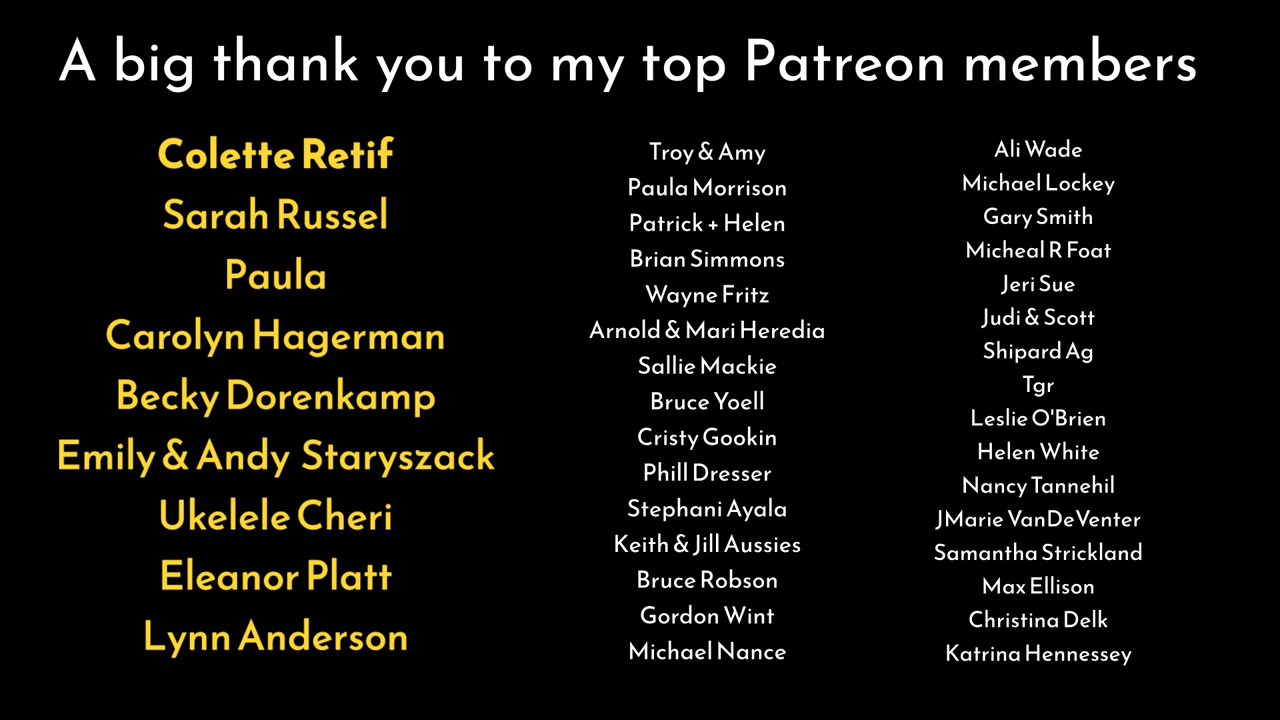 A big thank you to my top Patreon members
Colette Retif
Sarah Russel
Paula
Carolyn Hagerman
Becky Dorenkamp
Emily & Andy Staryszack
Ukelele Cheri
Eleanor Platt
Lynn Anderson
Troy & Amy
Paula Morrison
Patrick + Helen
Brian Simmons
Wayne Fritz
Arnold & Mari Heredia
Sallie Mackie
Bruce Yoell
Cristy Gookin
Phill Dresser
Stephani Ayala
Keith & Jill Aussies
Bruce Robson
Gordon Wint
Michael Nance
Ali Wade
Michael Lockey
Gary Smith
Micheal R Foat
Jeri Sue
Judi & Scott
Shipard Ag
Tgr
Leslie O'Brien
Helen White
Nancy Tannehil
JMarie VanDeVenter
Samantha Strickland
Max Ellison
Christina Delk
Katrina Hennessey